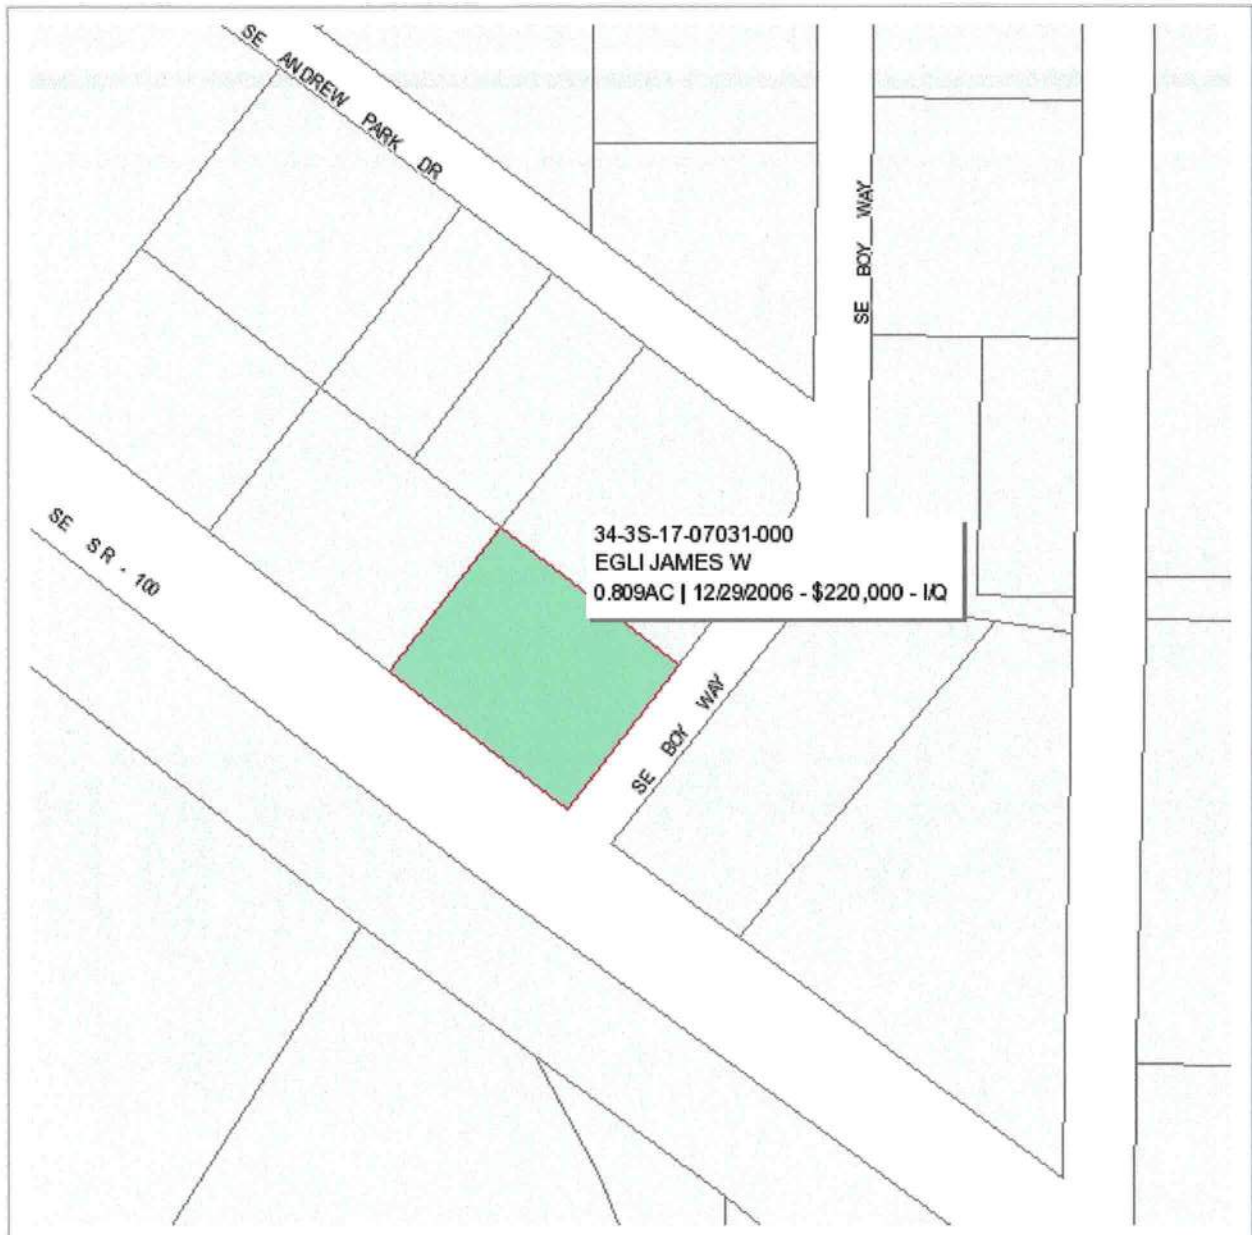 SE ANDREW PARK DR
SE BOY WAY
34-3S-17-07031-000
EGLI JAMES W
0.809AC | 12/29/2006 - $220,000 - I/Q
SE SR - 100
SE BOY WAY